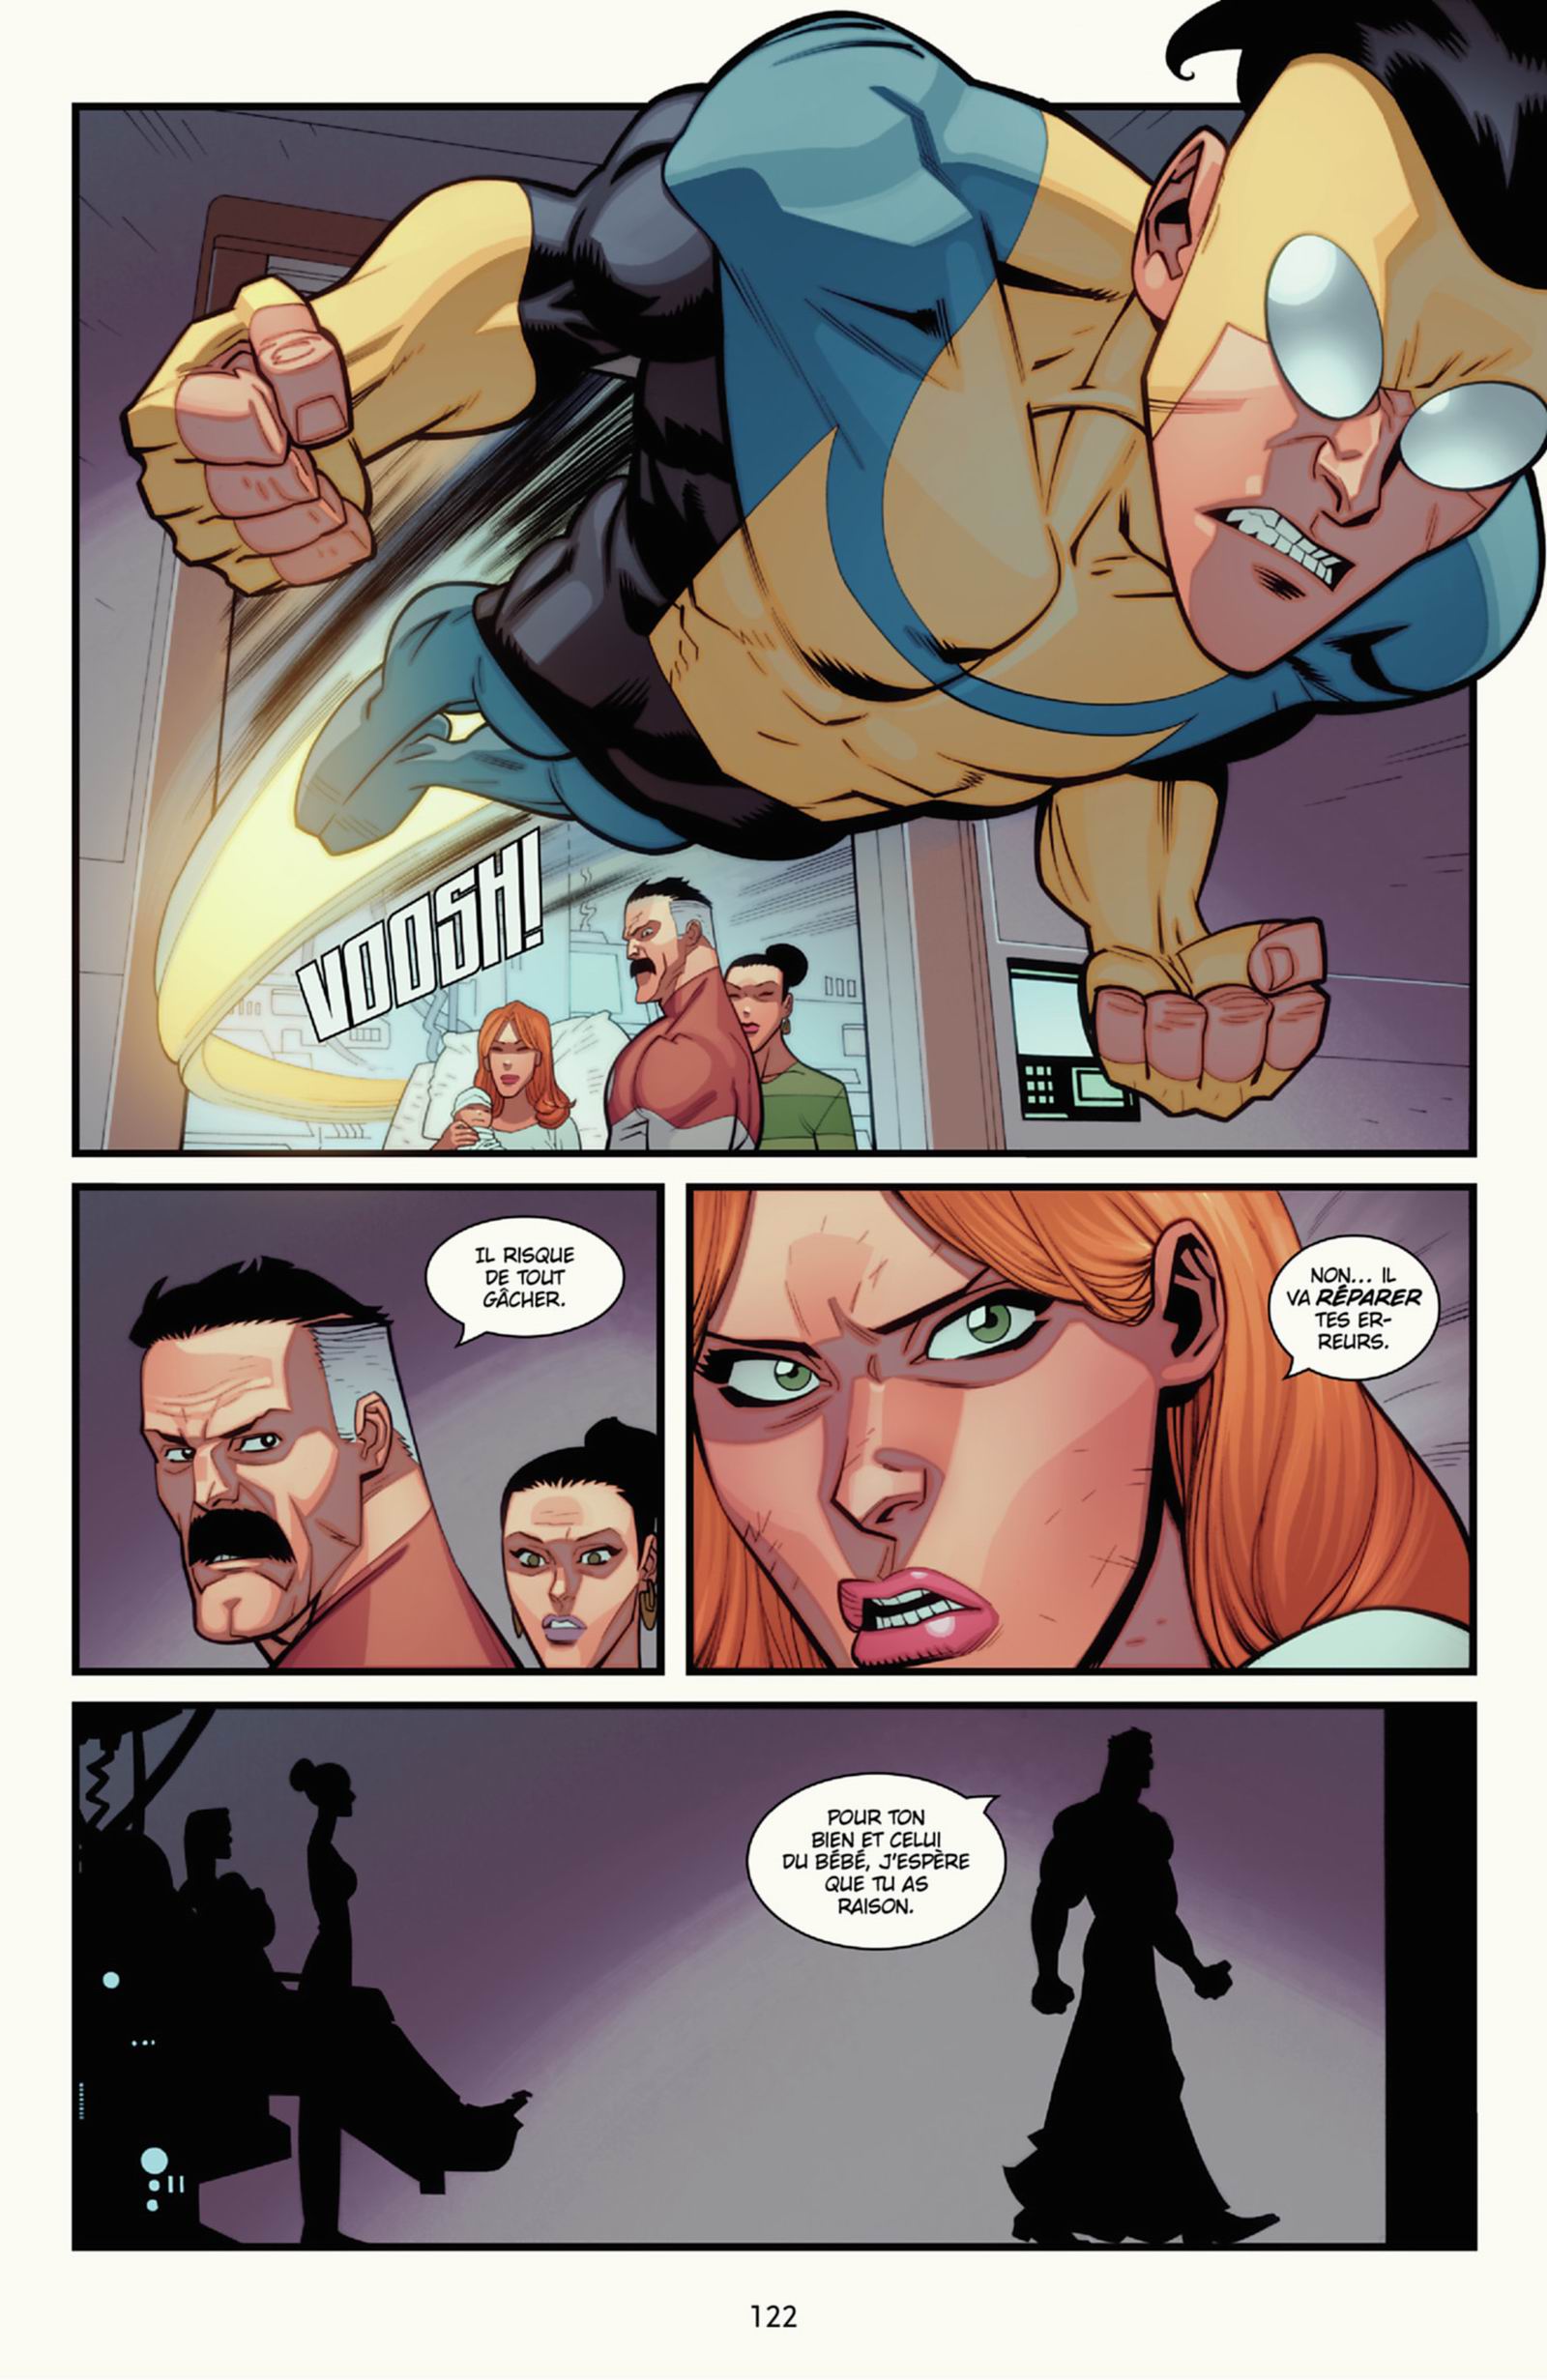 VOOSH!
IL RISQUE
DE TOUT
GÂCHER.
NON... IL
VA RÉPARER
TES ER-
REURS.
POUR TON
BIEN ET CELUI
DU BÉBÉ, J'ESPÈRE
QUE TU AS
RAISON.
122